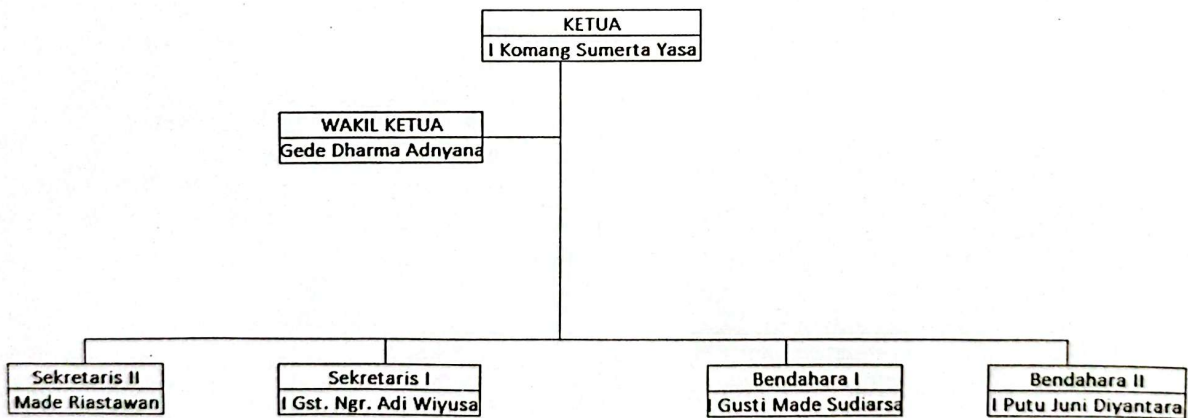 KETUA
I Komang Sumerta Yasa
WAKIL KETUA
Gede Dharma Adnyana
Sekretaris II
Made Riastawan
Sekretaris I
I Gst. Ngr. Adi Wiyusa
Bendahara I
I Gusti Made Sudiarsa
Bendahara II
I Putu Juni Diyantara